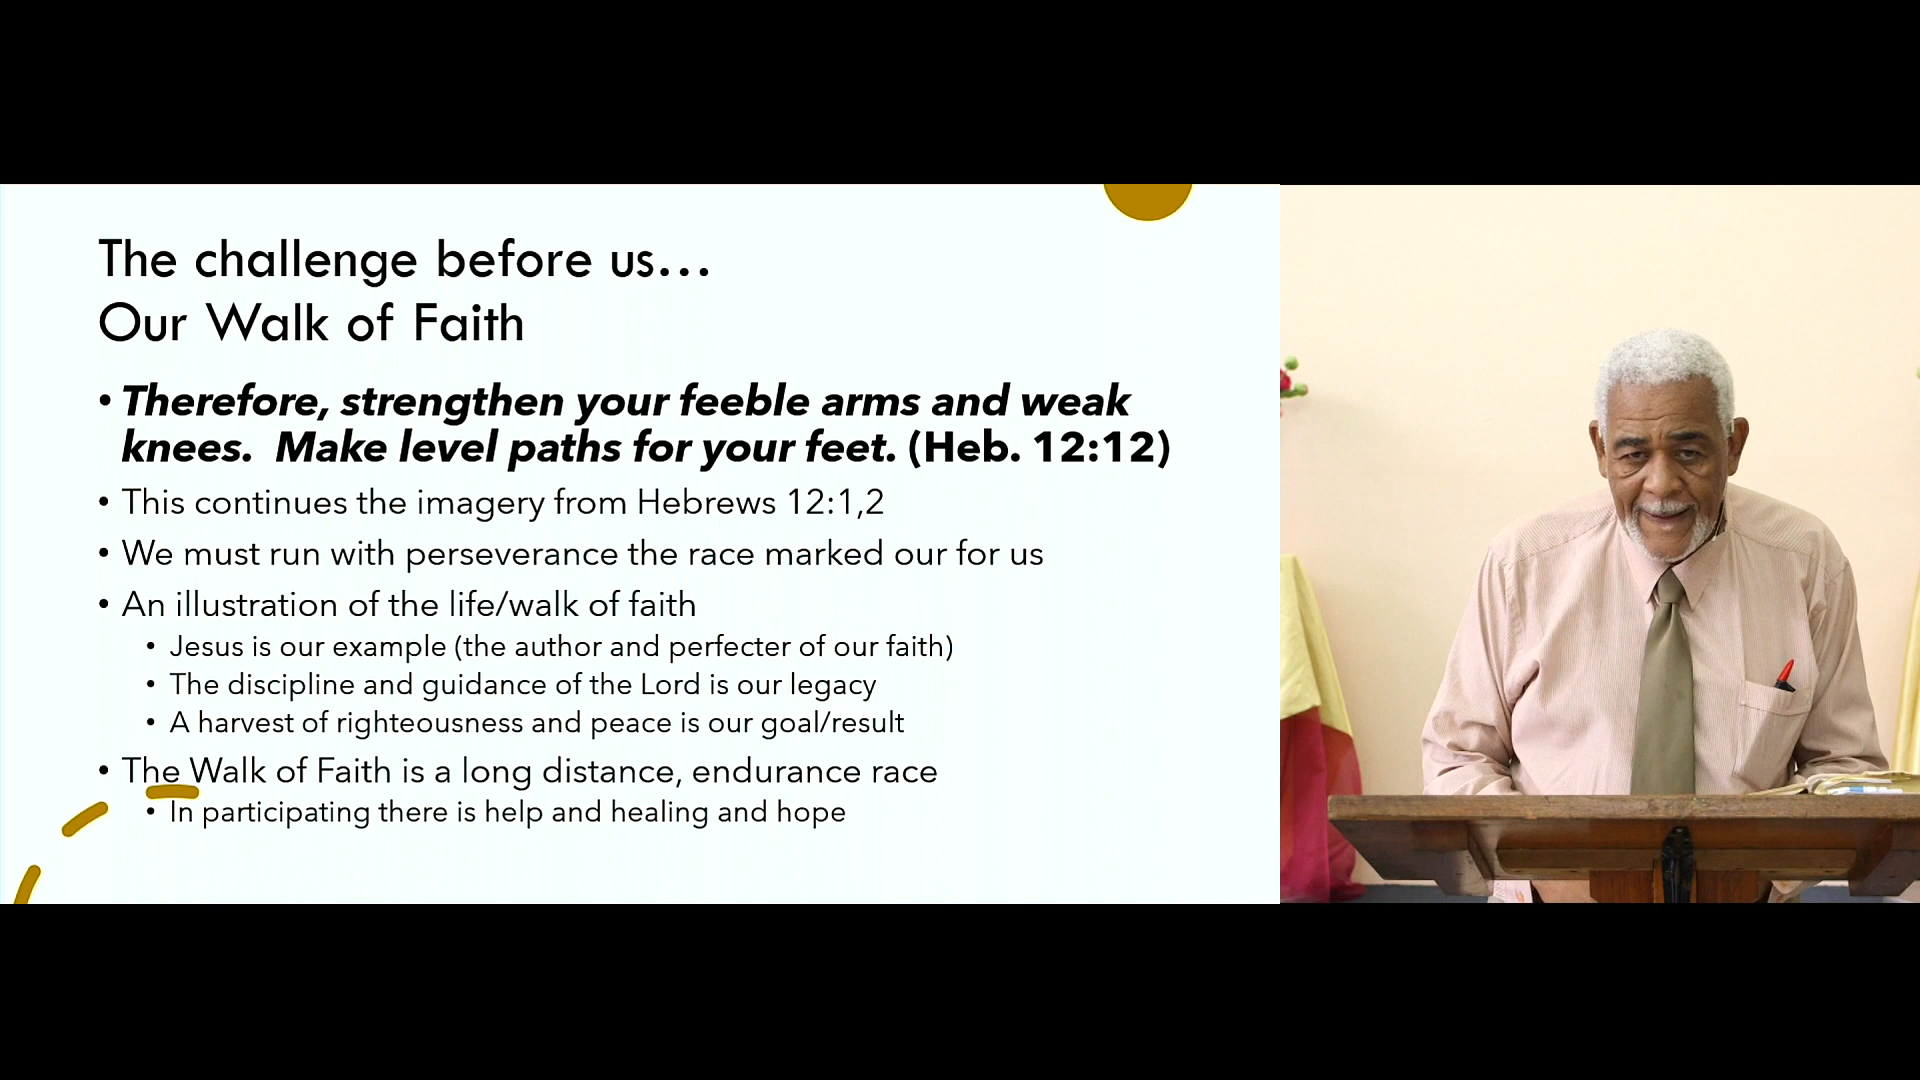 The challenge before us…
Our Walk of Faith
• Therefore, strengthen your feeble arms and weak
knees.  Make level paths for your feet. (Heb. 12:12)
• This continues the imagery from Hebrews 12:1,2
• We must run with perseverance the race marked our for us
• An illustration of the life/walk of faith
• Jesus is our example (the author and perfecter of our faith)
• The discipline and guidance of the Lord is our legacy
• A harvest of righteousness and peace is our goal/result
• The Walk of Faith is a long distance, endurance race
• In participating there is help and healing and hope